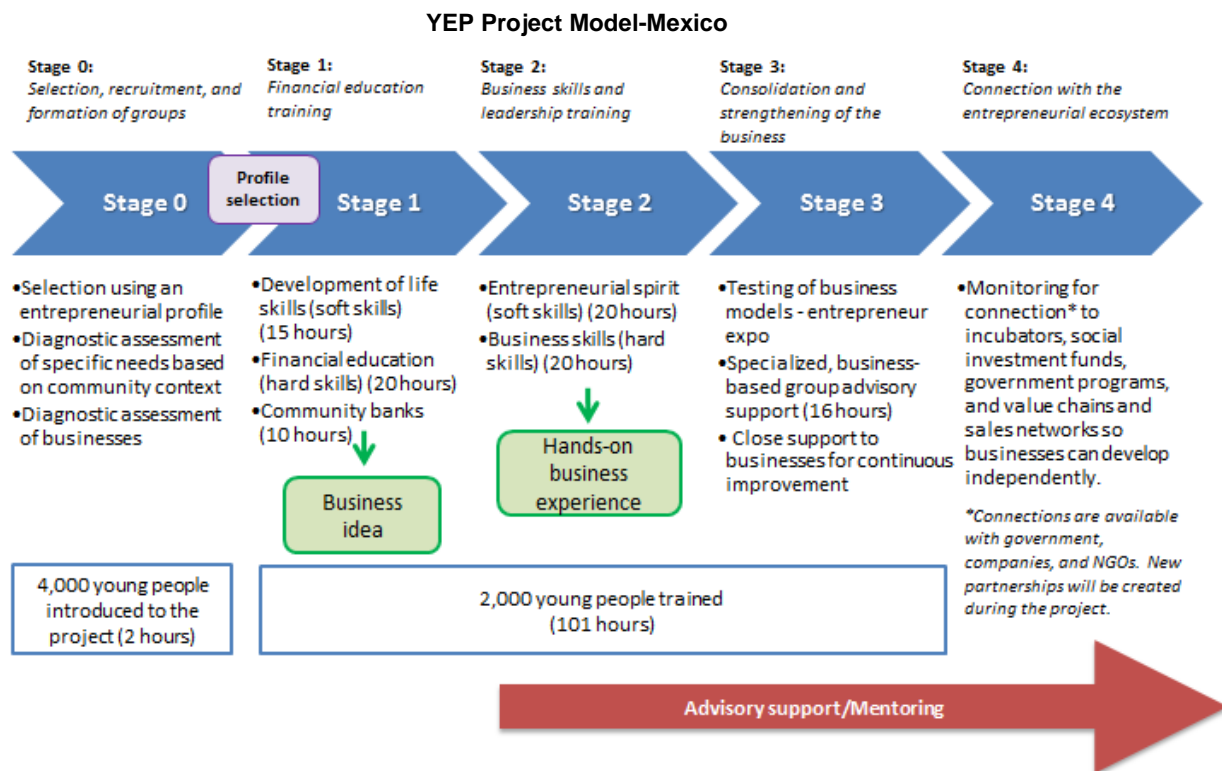 YEP Project Model-Mexico
Stage 0:
Selection, recruitment, and
formation of groups
Stage 1:
Financial education
training
Stage 2:
Business skills and
leadership training
Stage 3:
Consolidation and
strengthening of the
business
Stage 4:
Connection with the
entrepreneurial ecosystem
Stage 0
Profile
selection
Stage 1
Stage 2
Stage 3
Stage 4
•Selection using an
entrepreneurial profile
•Diagnostic assessment
of specific needs based
on community context
•Diagnostic assessment
of businesses
•Development of life
skills (soft skills)
(15 hours)
•Financial education
(hard skills) (20 hours)
•Community banks
(10 hours)
Business
idea
•Entrepreneurial spirit
(soft skills) (20 hours)
•Business skills (hard
skills) (20 hours)
Hands-on
business
experience
•Testing of business
models - entrepreneur
expo
•Specialized, business-
based group advisory
support (16 hours)
• Close support to
businesses for continuous
improvement
•Monitoring for
connection* to
incubators, social
investment funds,
government programs,
and value chains and
sales networks so
businesses can develop
independently.
*Connections are available
with government,
companies, and NGOs. New
partnerships will be created
during the project.
4,000 young people
introduced to the
project (2 hours)
2,000 young people trained
(101 hours)
Advisory support/Mentoring